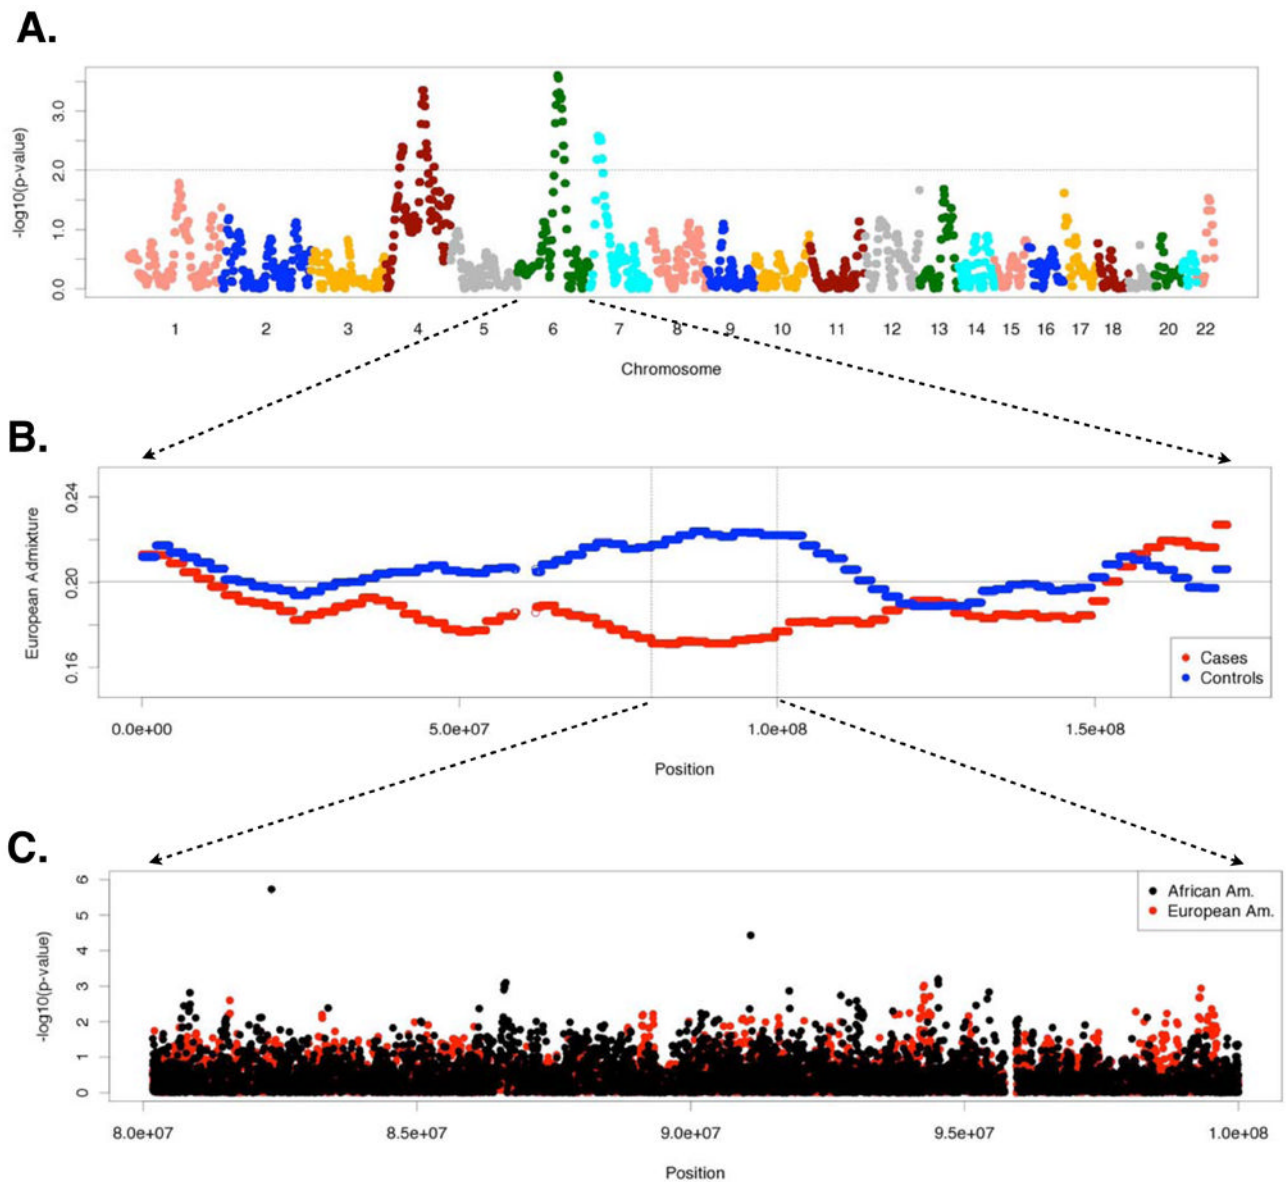 A.
-log10(p-value)
3.0
2.0
1.0
0.0
1 2 3 4 5 6 7 8 9 10 11 12 13 14 15 16 17 18 20 22
Chromosome
B.
European Admixture
0.24
0.20
0.16
Cases
Controls
0.0e+00 5.0e+07 1.0e+08 1.5e+08
Position
C.
-log10(p-value)
6
5
4
3
2
1
0
African Am.
European Am.
8.0e+07 8.5e+07 9.0e+07 9.5e+07 1.0e+08
Position